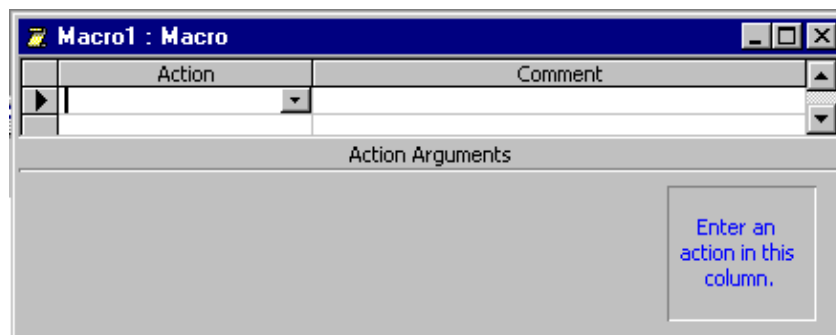 Macro1 : Macro
Action Comment
Action Arguments
Enter an
action in this
column.